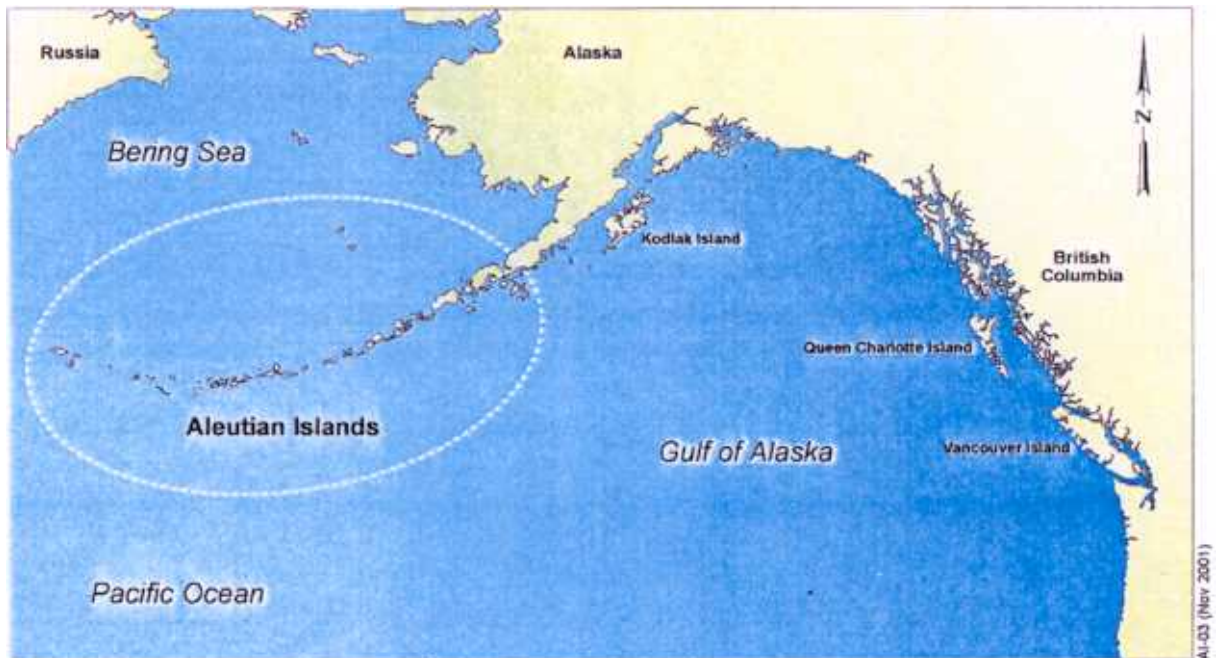 Russia
Alaska
N
Bering Sea
Kodiak Island
British
Columbia
Queen Charlotte Island
Aleutian Islands
Gulf of Alaska
Vancouver Island
Pacific Ocean
AI-03 (Nov 2001)